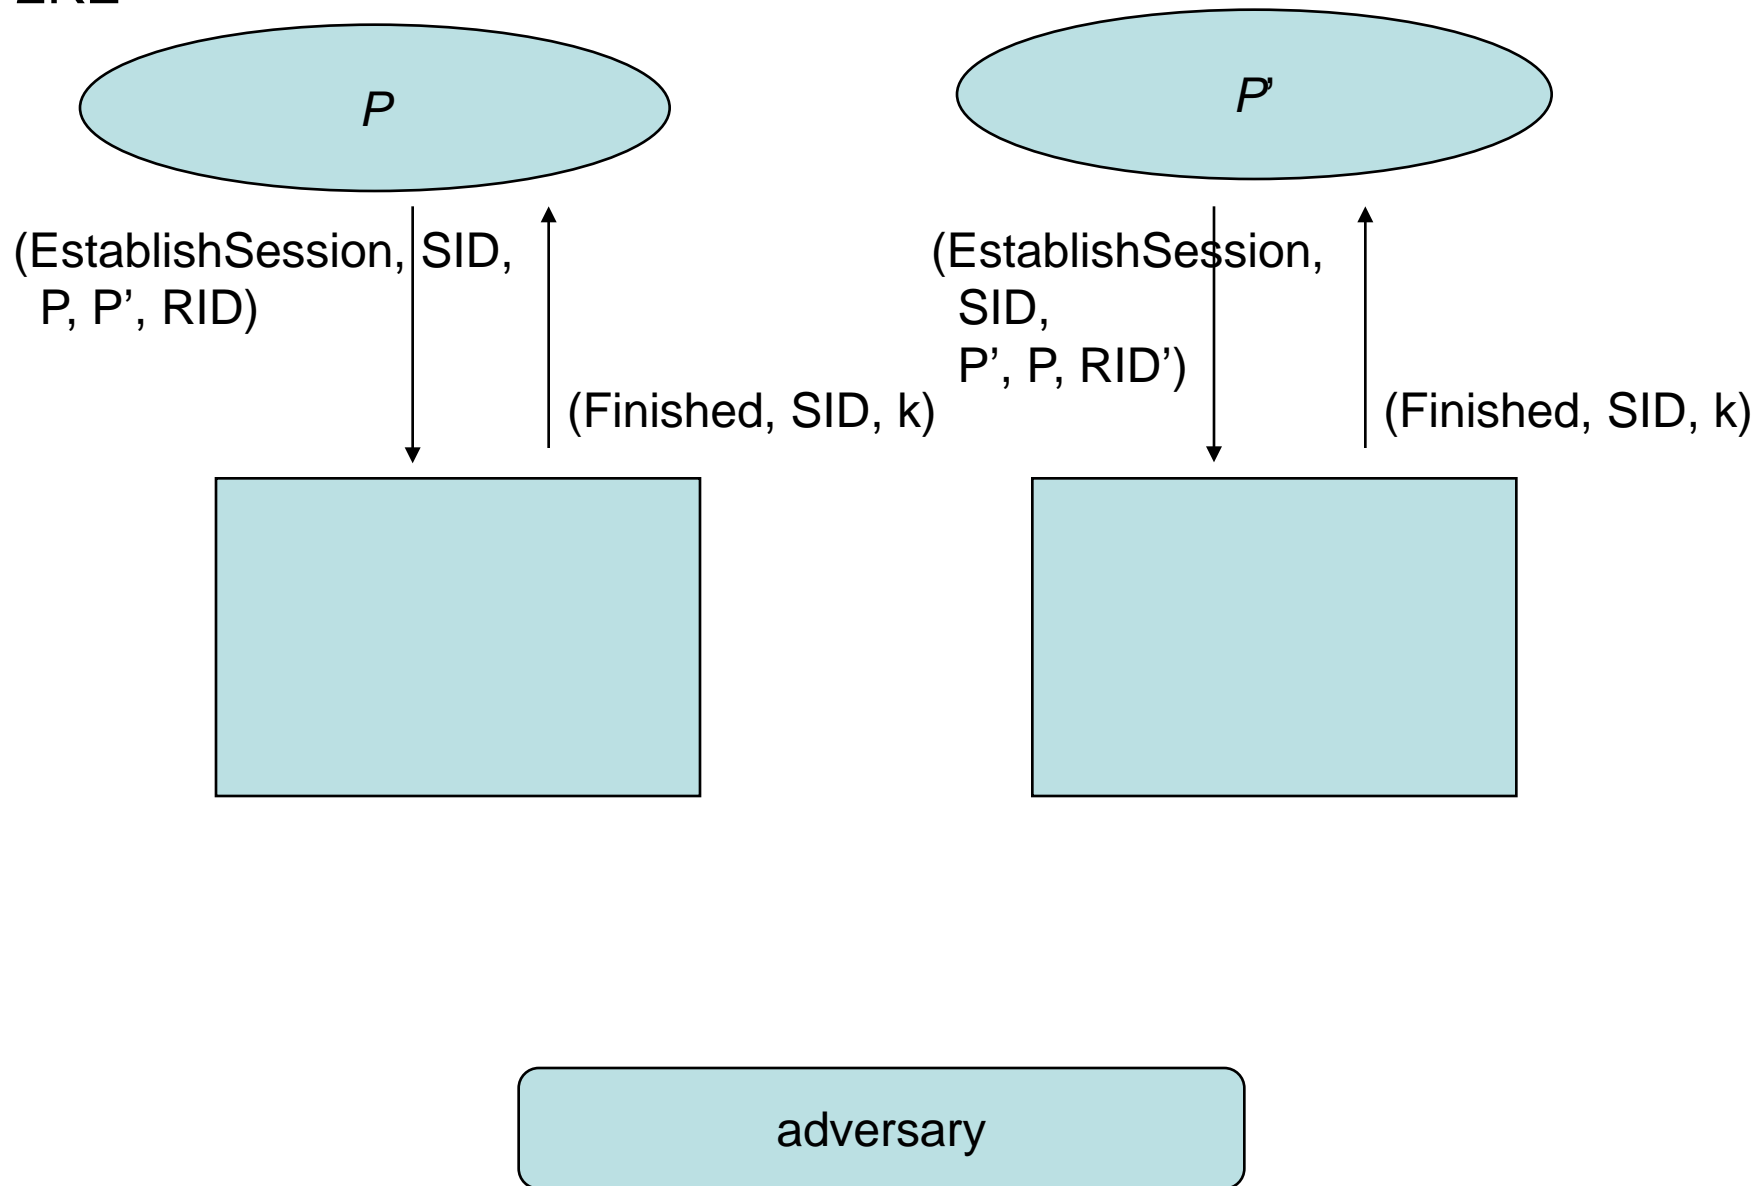 P
P’
(EstablishSession, SID,
P, P’, RID)
(Finished, SID, k)
(EstablishSession,
SID,
P’, P, RID’)
(Finished, SID, k)
adversary